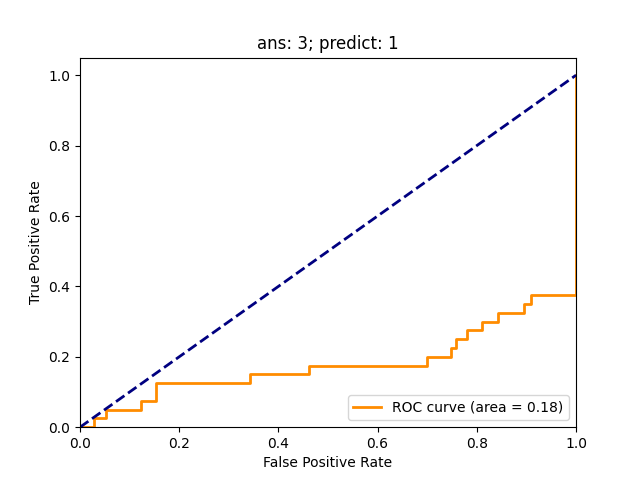 ans: 3; predict: 1
True Positive Rate
1.0
0.8
0.6
0.4
0.2
0.0
ROC curve (area = 0.18)
0.0 0.2 0.4 0.6 0.8 1.0
False Positive Rate